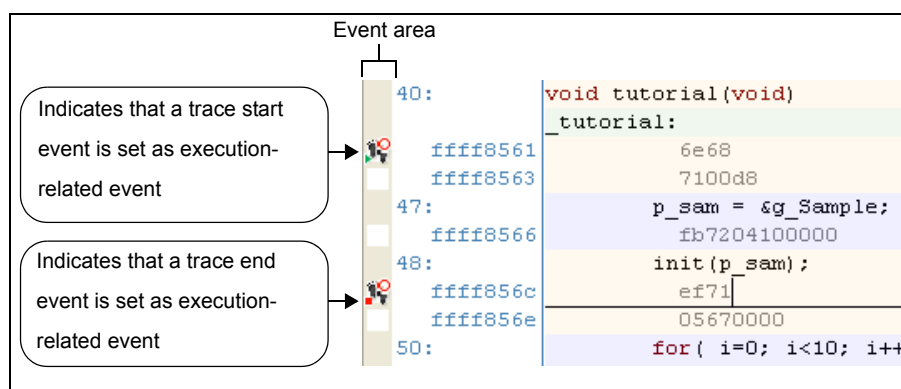 Event area
Indicates that a trace start
event is set as execution-
related event
Indicates that a trace end
event is set as execution-
related event
40: void tutorial(void)
_tutorial:
ffff8561 6e68
ffff8563 7100d8
47: p_sam = &g_Sample;
ffff8566 fb7204100000
48: init(p_sam);
ffff856c ef71
ffff856e 05670000
50: for( i=0; i<10; i++